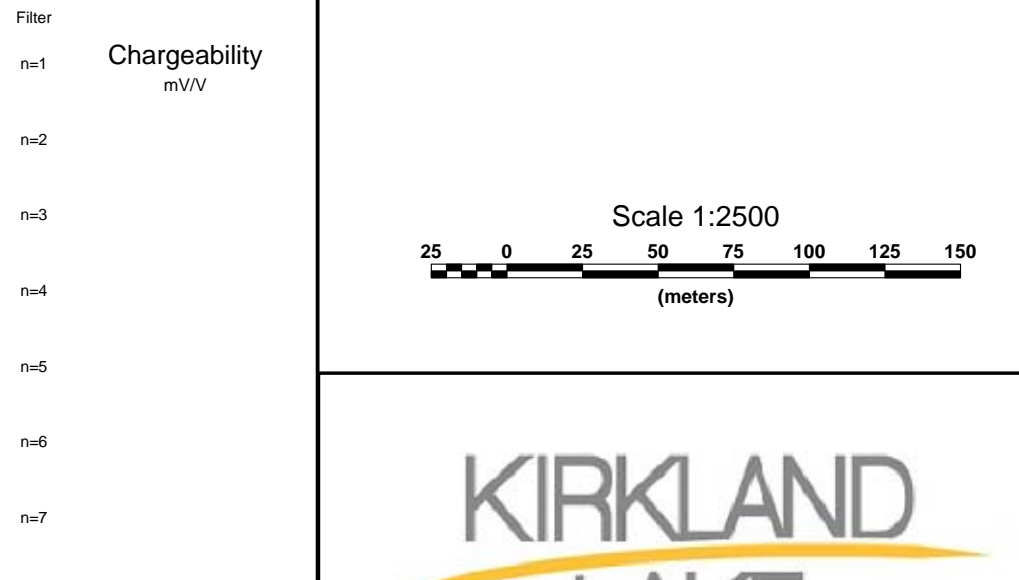 Filter
n=1
Chargeability
mV/V
n=2
n=3
n=4
n=5
n=6
n=7
Scale 1:2500
25 0 25 50 75 100 125 150
(meters)
KIRKLAND
LAKE